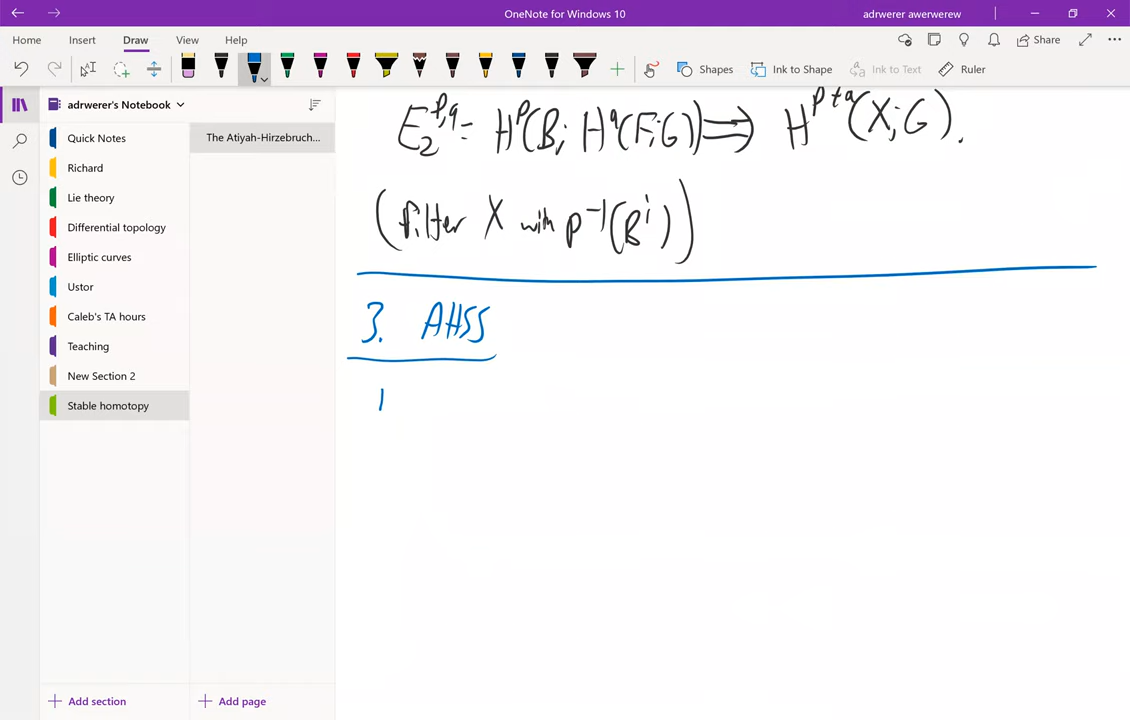 OneNote for Windows 10
adrwerer awerwerew
Home Insert Draw View Help
Share
Shapes
Ink to Shape
Ink to Text
Ruler
adrwerer's Notebook
Quick Notes
Richard
Lie theory
Differential topology
Elliptic curves
Ustor
Caleb's TA hours
Teaching
New Section 2
Stable homotopy
Add section
The Atiyah-Hirzebruch...
Add page
E₂^{p,q} = H^p(B; H^q(F;G)) ⟹ H^{p+q}(X;G).
(filter X with p⁻¹(Bⁱ))
3. AHSS